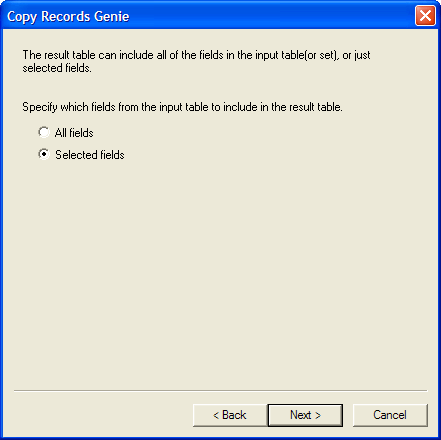 Copy Records Genie
The result table can include all of the fields in the input table(or set), or just
selected fields.
Specify which fields from the input table to include in the result table.
All fields
Selected fields
< Back
Next >
Cancel